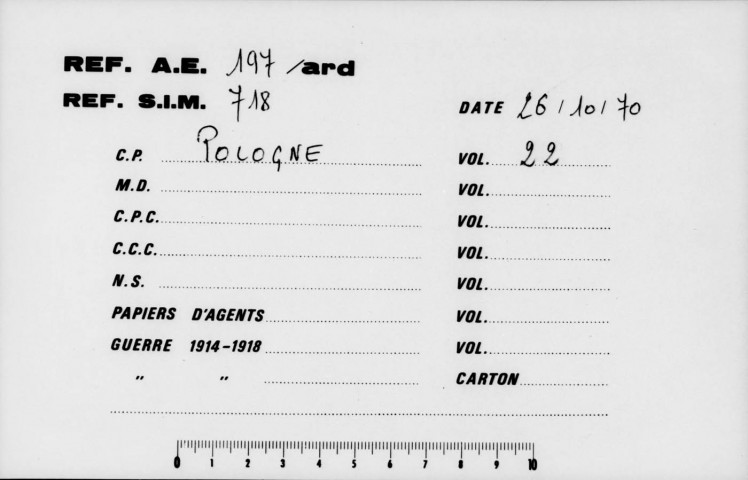 REF. A.E. 197 /ard
REF. S.I.M. 718
DATE 26/10/70
C.P. POLOGNE VOL. 22
M.D. VOL.
C.P.C. VOL.
C.C.C. VOL.
N.S. VOL.
PAPIERS D'AGENTS VOL.
GUERRE 1914-1918 VOL.
" " CARTON
0 1 2 3 4 5 6 7 8 9 10